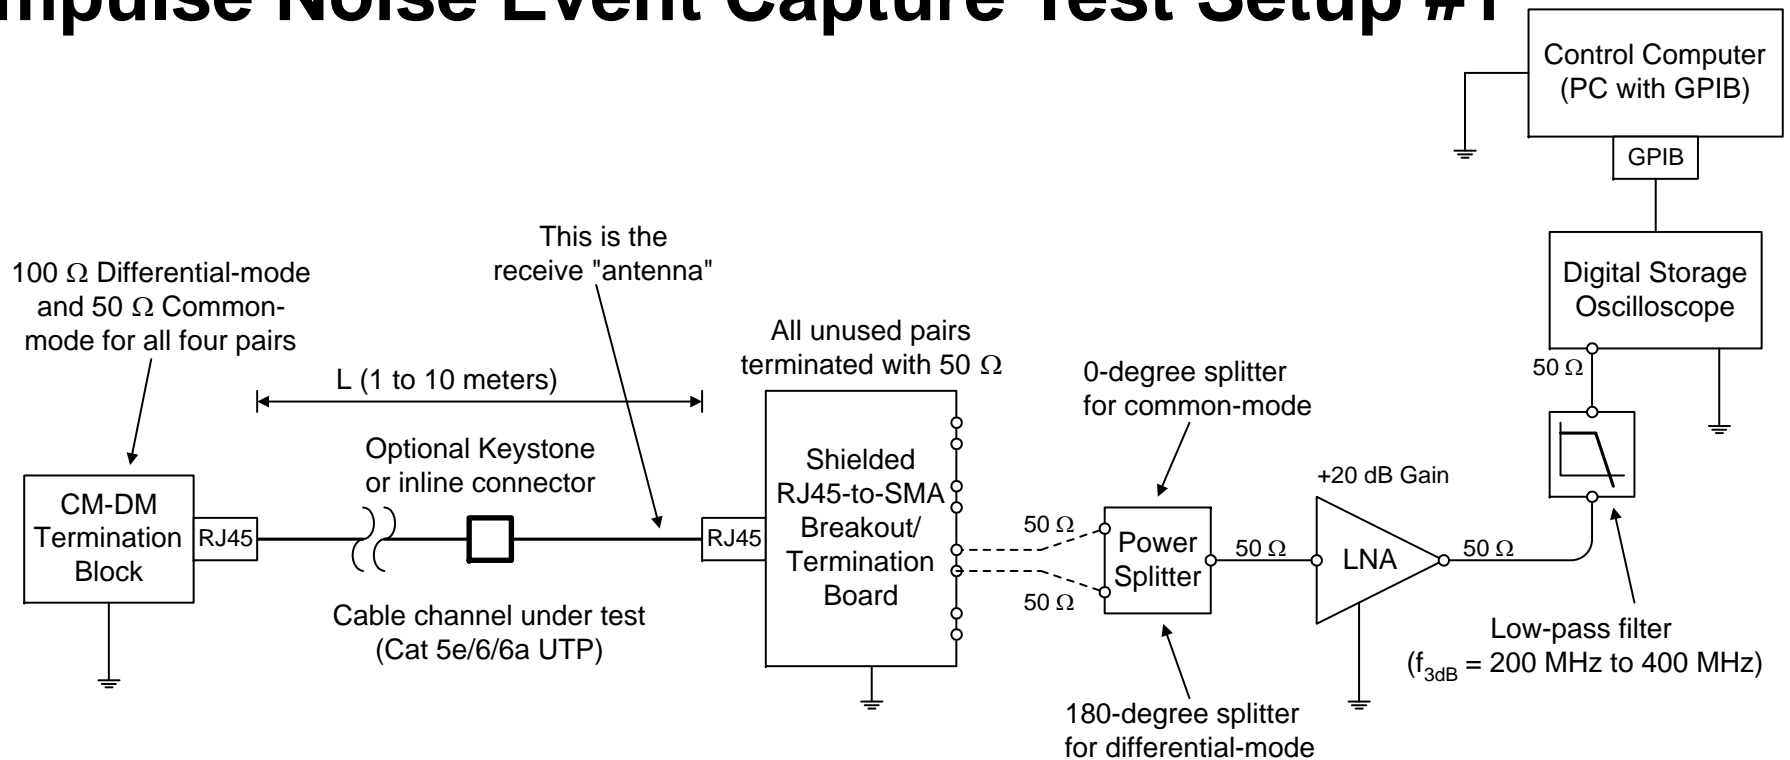 mpulse Noise Event Capture Test Setup #1
Control Computer
(PC with GPIB)
GPIB
Digital Storage
Oscilloscope
50 Ω
This is the
receive "antenna"
100 Ω Differential-mode
and 50 Ω Common-
mode for all four pairs
L (1 to 10 meters)
All unused pairs
terminated with 50 Ω
0-degree splitter
for common-mode
Optional Keystone
or inline connector
CM-DM
Termination
Block
RJ45
RJ45
Shielded
RJ45-to-SMA
Breakout/
Termination
Board
50 Ω
50 Ω
Power
Splitter
50 Ω
+20 dB Gain
LNA
50 Ω
Cable channel under test
(Cat 5e/6/6a UTP)
Low-pass filter
(f3dB = 200 MHz to 400 MHz)
180-degree splitter
for differential-mode